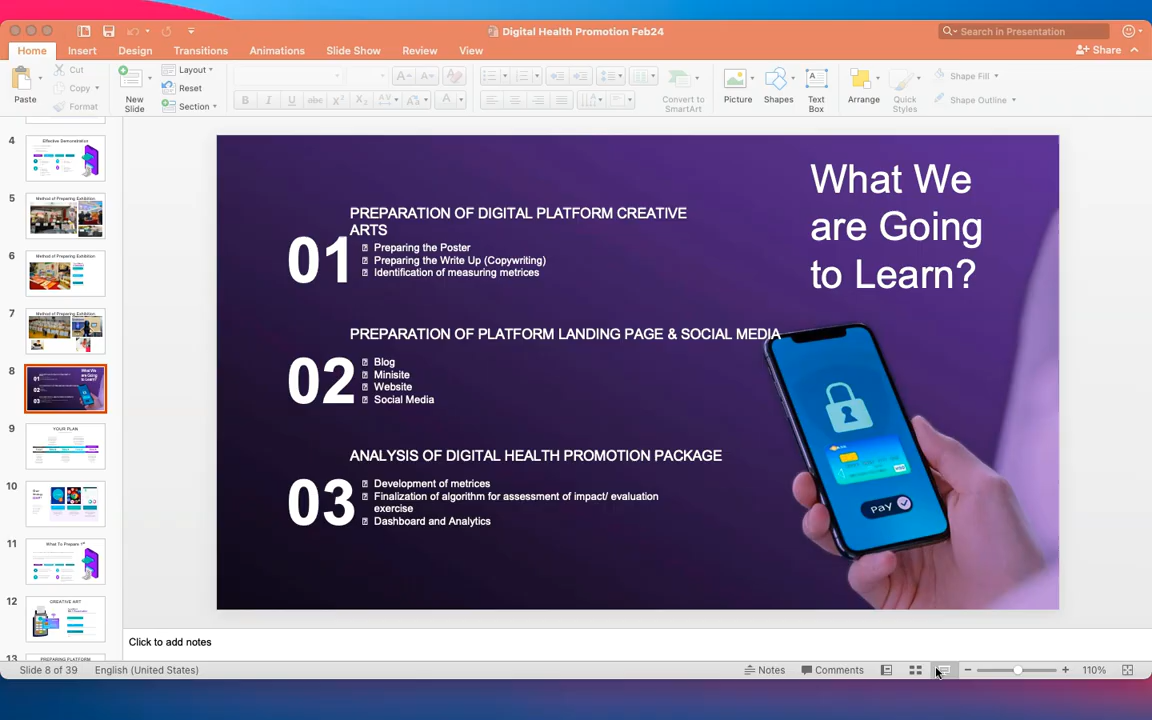 Digital Health Promotion Feb24
Search in Presentation
Home Insert Design Transitions Animations Slide Show Review View
Share
Paste
Cut
Copy
Format
New
Slide
Layout
Reset
Section
B I U abc X² X₂ A
Convert to
SmartArt
Picture
Shapes
Text
Box
Arrange
Quick
Styles
Shape Fill
Shape Outline
4
Effective Demonstration
5
Method of Preparing Exhibition
6
Method of Preparing Exhibition
7
Method of Preparing Exhibition
8
9
YOUR PLAN
10
11
What To Prepare 1st
12
CREATIVE ART
13
PREPARING PLATFORM
What We
are Going
to Learn?
01
PREPARATION OF DIGITAL PLATFORM CREATIVE
ARTS
Preparing the Poster
Preparing the Write Up (Copywriting)
Identification of measuring metrices
02
PREPARATION OF PLATFORM LANDING PAGE & SOCIAL MEDIA
Blog
Minisite
Website
Social Media
03
ANALYSIS OF DIGITAL HEALTH PROMOTION PACKAGE
Development of metrices
Finalization of algorithm for assessment of impact/ evaluation
exercise
Dashboard and Analytics
VISA
Pay
Click to add notes
Slide 8 of 39 English (United States)
Notes Comments 110%